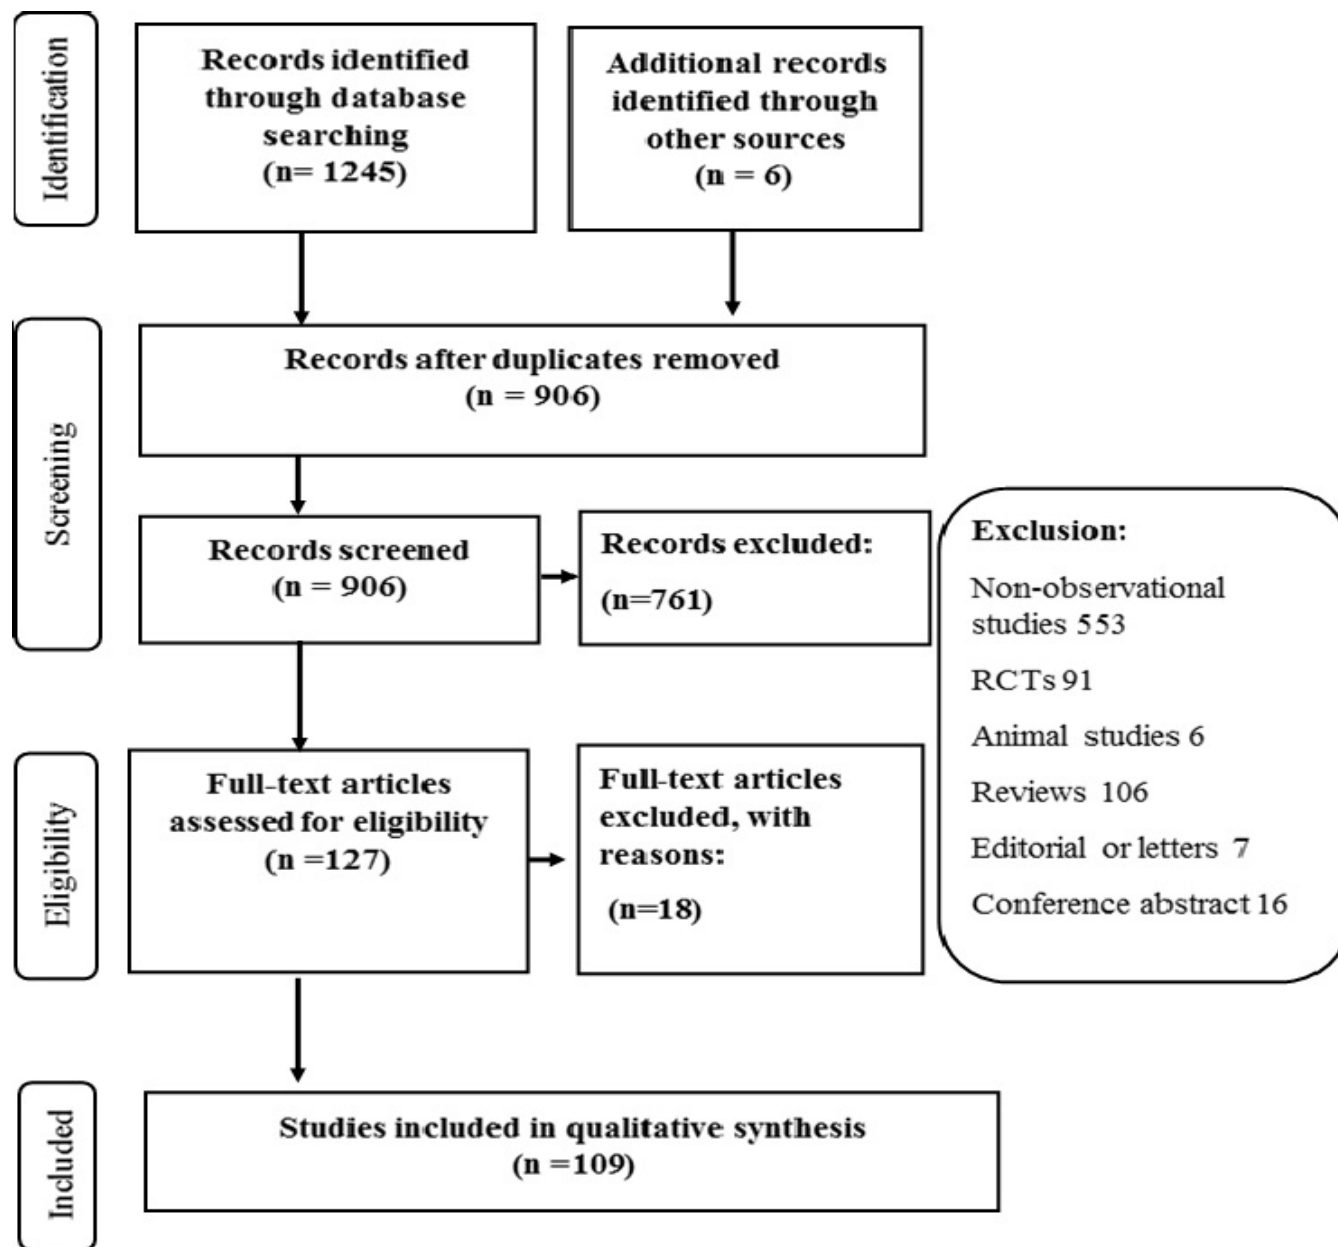 Identification
Records identified
through database
searching
(n= 1245)
Additional records
identified through
other sources
(n = 6)
Screening
Records after duplicates removed
(n = 906)
Records screened
(n = 906)
Records excluded:
(n=761)
Exclusion:
Non-observational
studies 553
RCTs 91
Animal studies 6
Reviews 106
Editorial or letters 7
Conference abstract 16
Eligibility
Full-text articles
assessed for eligibility
(n =127)
Full-text articles
excluded, with
reasons:
(n=18)
Included
Studies included in qualitative synthesis
(n =109)